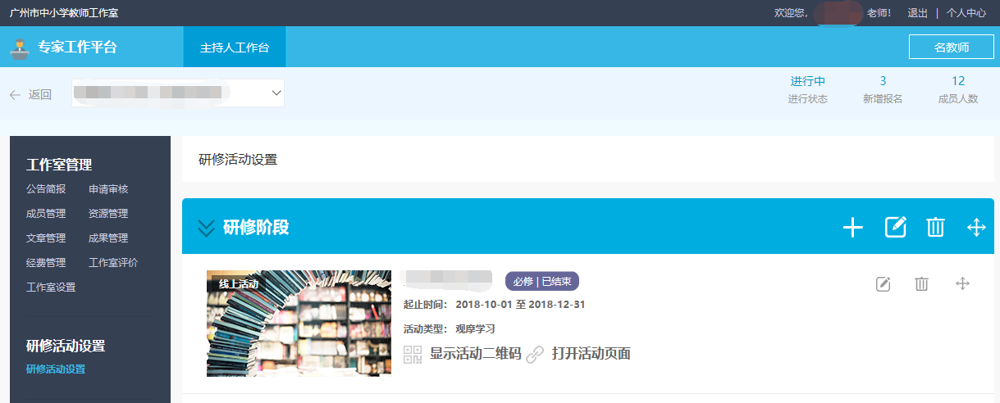 广州市中小学教师工作室
欢迎您,
老师!
退出 | 个人中心
专家工作平台
主持人工作台
名教师
返回
进行中
3
12
进行状态
新增报名
成员人数
工作室管理
公告简报 申请审核
成员管理 资源管理
文章管理 成果管理
经费管理 工作室评价
工作室设置
研修活动设置
研修活动设置
研修活动设置
研修阶段
线上活动
必修 | 已结束
起止时间: 2018-10-01 至 2018-12-31
活动类型: 观摩学习
显示活动二维码 打开活动页面